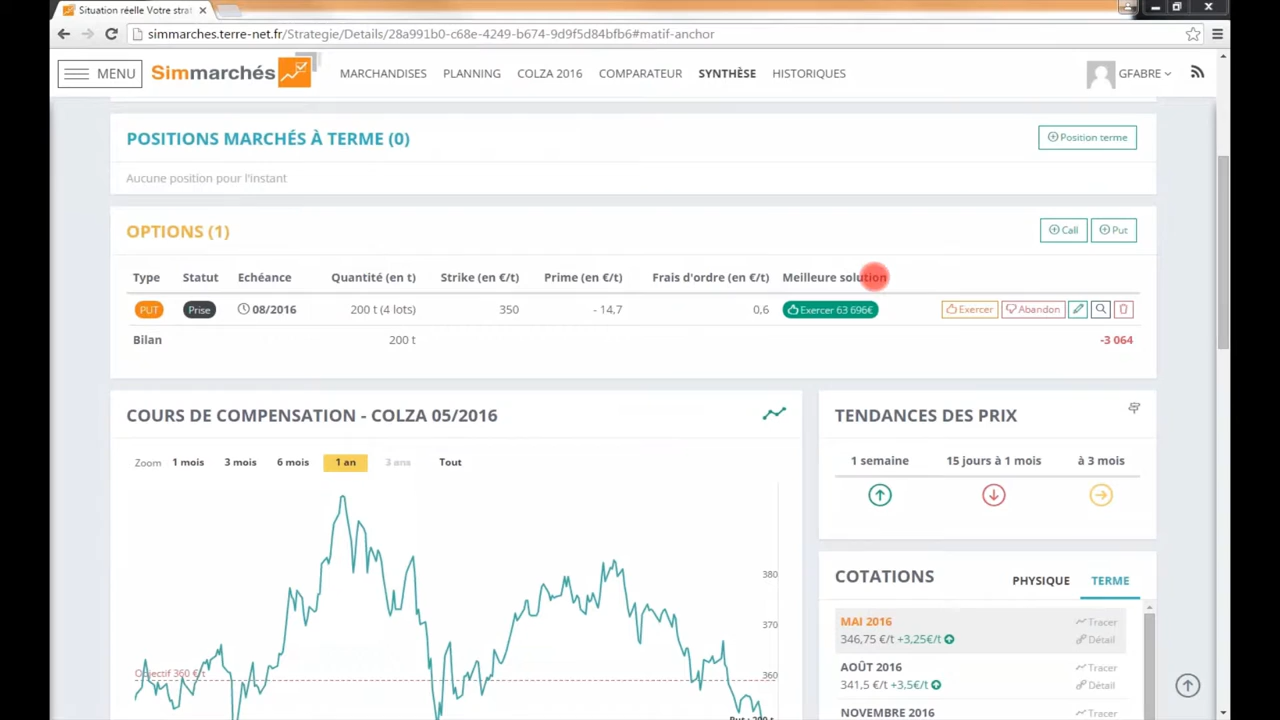 Situation réelle Votre strat
simmarches.terre-net.fr/Strategie/Details/28a991b0-c68e-4249-b674-9d9f5d84bfb6#matif-anchor
MENU Simmarchés MARCHANDISES PLANNING COLZA 2016 COMPARATEUR SYNTHÈSE HISTORIQUES GFABRE
POSITIONS MARCHÉS À TERME (0) Position terme
Aucune position pour l'instant
OPTIONS (1) Call Put
Type Statut Echéance Quantité (en t) Strike (en €/t) Prime (en €/t) Frais d'ordre (en €/t) Meilleure solution
PUT Prise 08/2016 200 t (4 lots) 350 - 14,7 0,6 Exercer 63 696€ Exercer Abandon
Bilan 200 t -3 064
COURS DE COMPENSATION - COLZA 05/2016
Zoom 1 mois 3 mois 6 mois 1 an 3 ans Tout
380
370
Objectif 360 €/t 360
Put : 200 t
TENDANCES DES PRIX
1 semaine 15 jours à 1 mois à 3 mois
COTATIONS PHYSIQUE TERME
MAI 2016 Tracer
346,75 €/t +3,25€/t Détail
AOÛT 2016 Tracer
341,5 €/t +3,5€/t Détail
NOVEMBRE 2016 Tracer